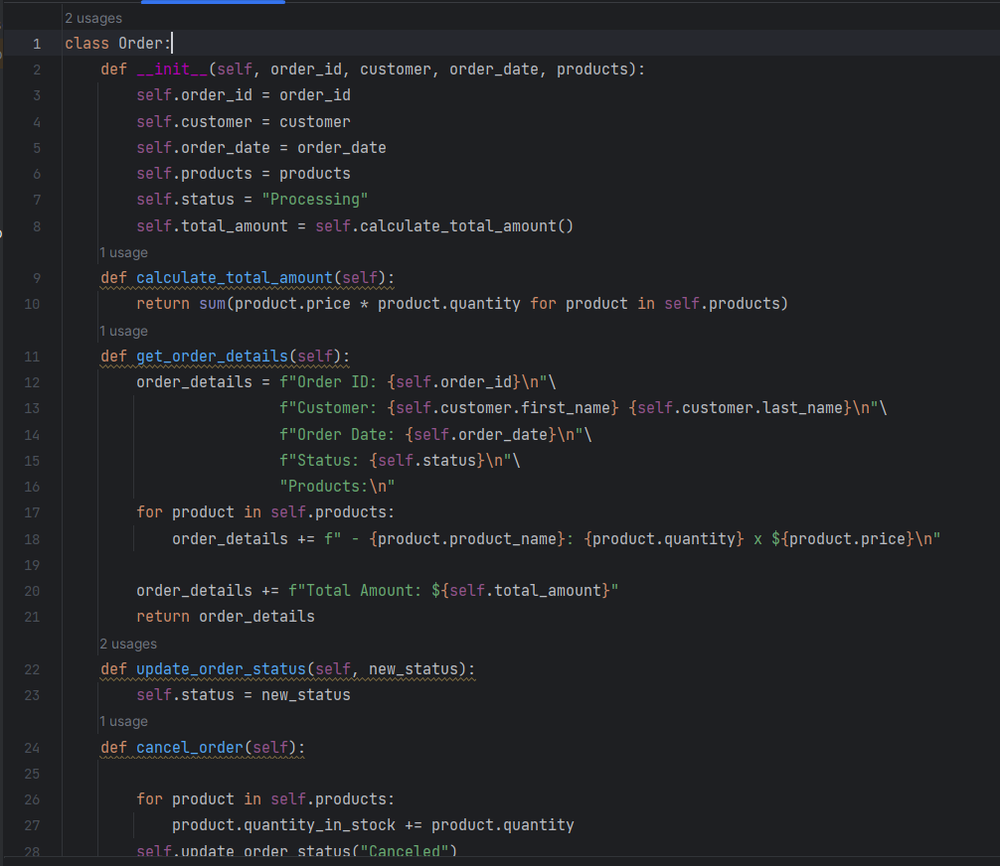 2 usages
1 class Order:
2     def __init__(self, order_id, customer, order_date, products):
3         self.order_id = order_id
4         self.customer = customer
5         self.order_date = order_date
6         self.products = products
7         self.status = "Processing"
8         self.total_amount = self.calculate_total_amount()
1 usage
9     def calculate_total_amount(self):
10         return sum(product.price * product.quantity for product in self.products)
1 usage
11     def get_order_details(self):
12         order_details = f"Order ID: {self.order_id}\n"\
13                         f"Customer: {self.customer.first_name} {self.customer.last_name}\n"\
14                         f"Order Date: {self.order_date}\n"\
15                         f"Status: {self.status}\n"\
16                         "Products:\n"
17         for product in self.products:
18             order_details += f" - {product.product_name}: {product.quantity} x ${product.price}\n"
19
20         order_details += f"Total Amount: ${self.total_amount}"
21         return order_details
2 usages
22     def update_order_status(self, new_status):
23         self.status = new_status
1 usage
24     def cancel_order(self):
25
26         for product in self.products:
27             product.quantity_in_stock += product.quantity
28         self.update_order_status("Canceled")